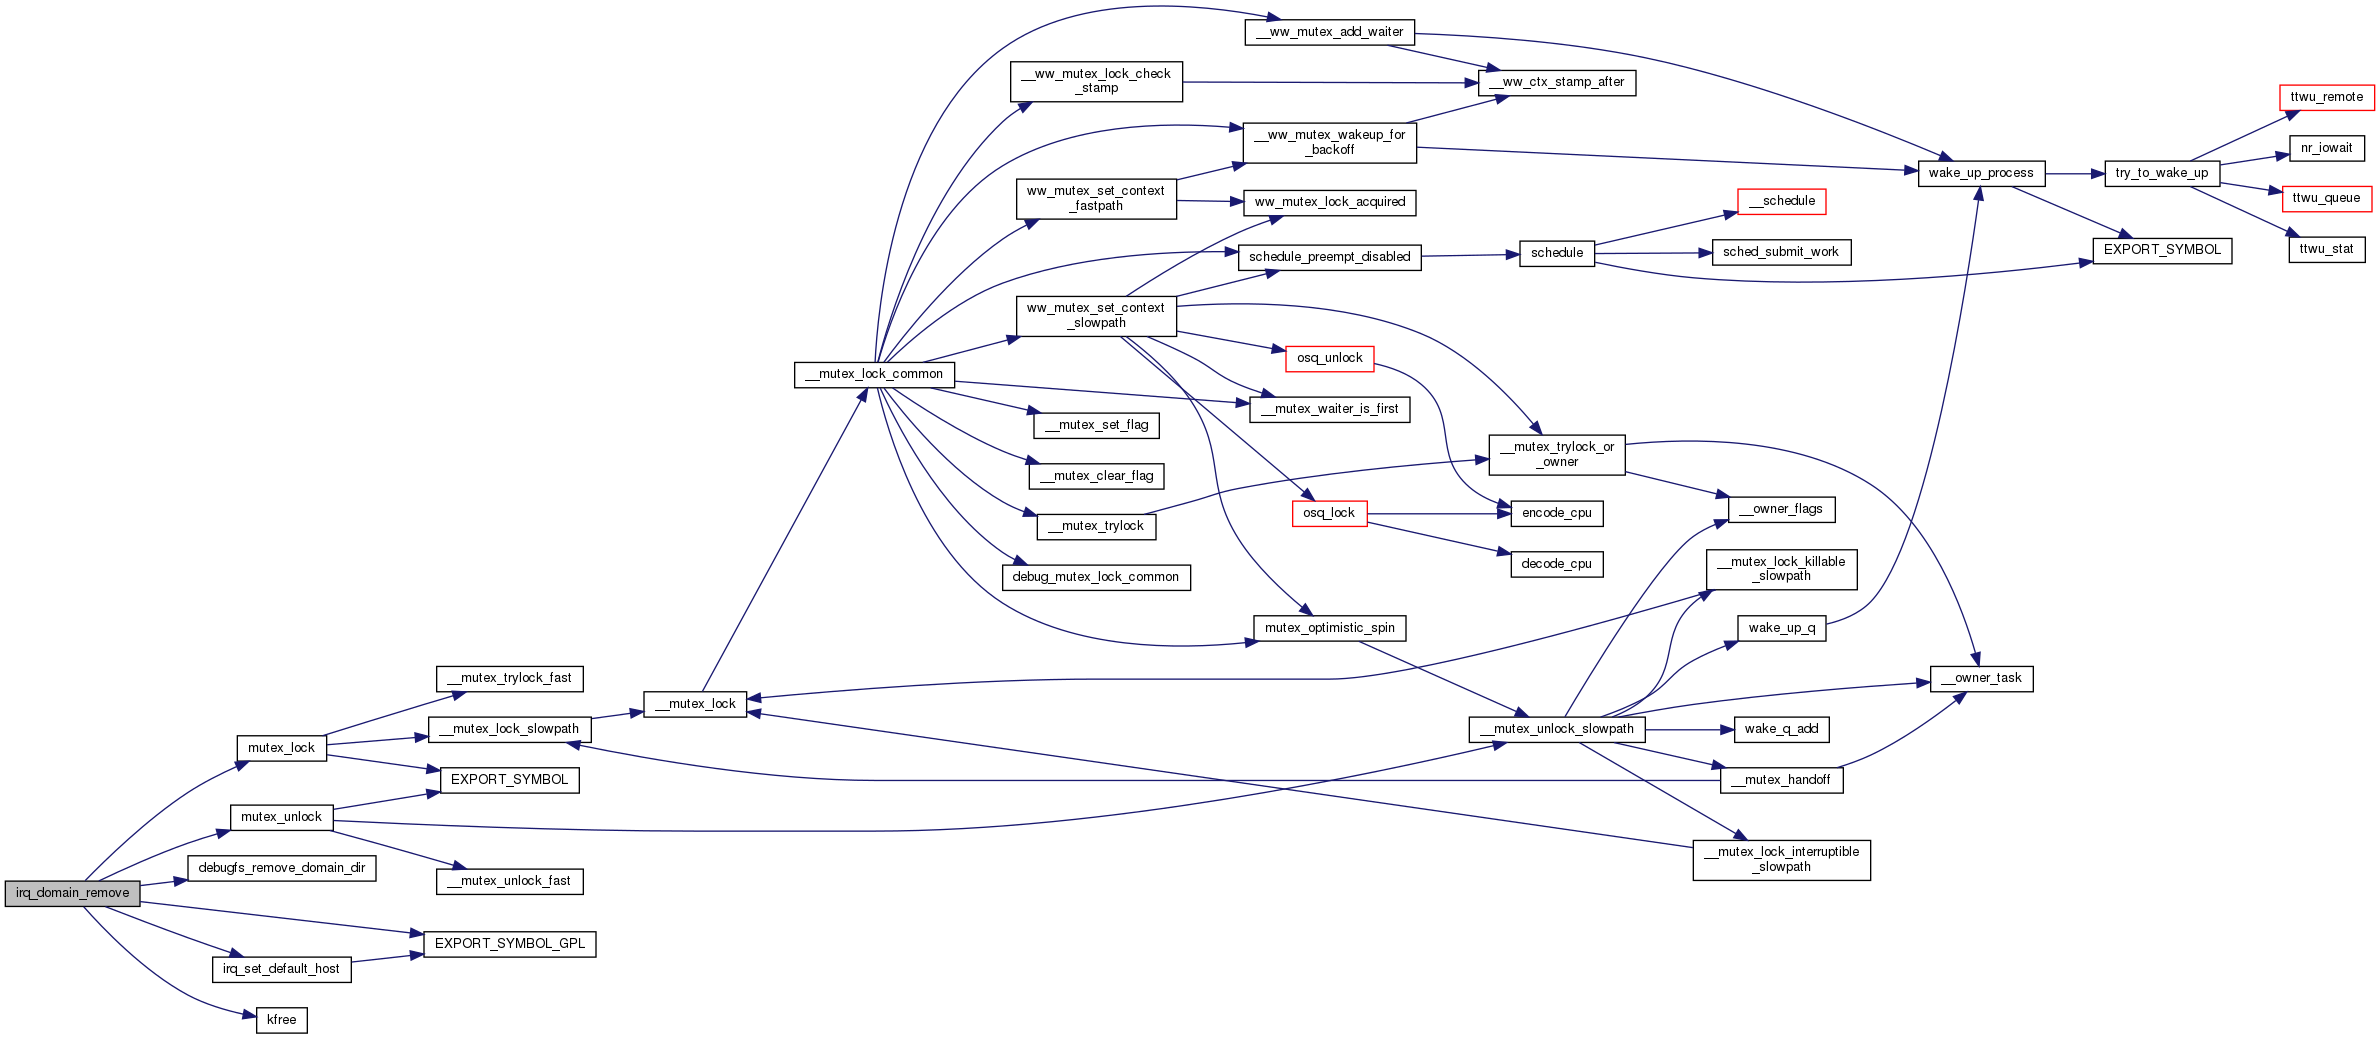 __ww_mutex_add_waiter
__ww_mutex_lock_check
_stamp
__ww_ctx_stamp_after
ttwu_remote
__ww_mutex_wakeup_for
_backoff
nr_iowait
wake_up_process
try_to_wake_up
ww_mutex_set_context
_fastpath
ww_mutex_lock_acquired
__schedule
ttwu_queue
schedule_preempt_disabled
schedule
sched_submit_work
EXPORT_SYMBOL
ttwu_stat
ww_mutex_set_context
_slowpath
osq_unlock
__mutex_lock_common
__mutex_waiter_is_first
__mutex_set_flag
__mutex_trylock_or
_owner
__mutex_clear_flag
__mutex_trylock
osq_lock
encode_cpu
__owner_flags
debug_mutex_lock_common
decode_cpu
__mutex_lock_killable
_slowpath
mutex_optimistic_spin
wake_up_q
__mutex_trylock_fast
__owner_task
__mutex_lock
__mutex_lock_slowpath
__mutex_unlock_slowpath
wake_q_add
mutex_lock
EXPORT_SYMBOL
__mutex_handoff
mutex_unlock
debugfs_remove_domain_dir
__mutex_lock_interruptible
_slowpath
__mutex_unlock_fast
irq_domain_remove
EXPORT_SYMBOL_GPL
irq_set_default_host
kfree